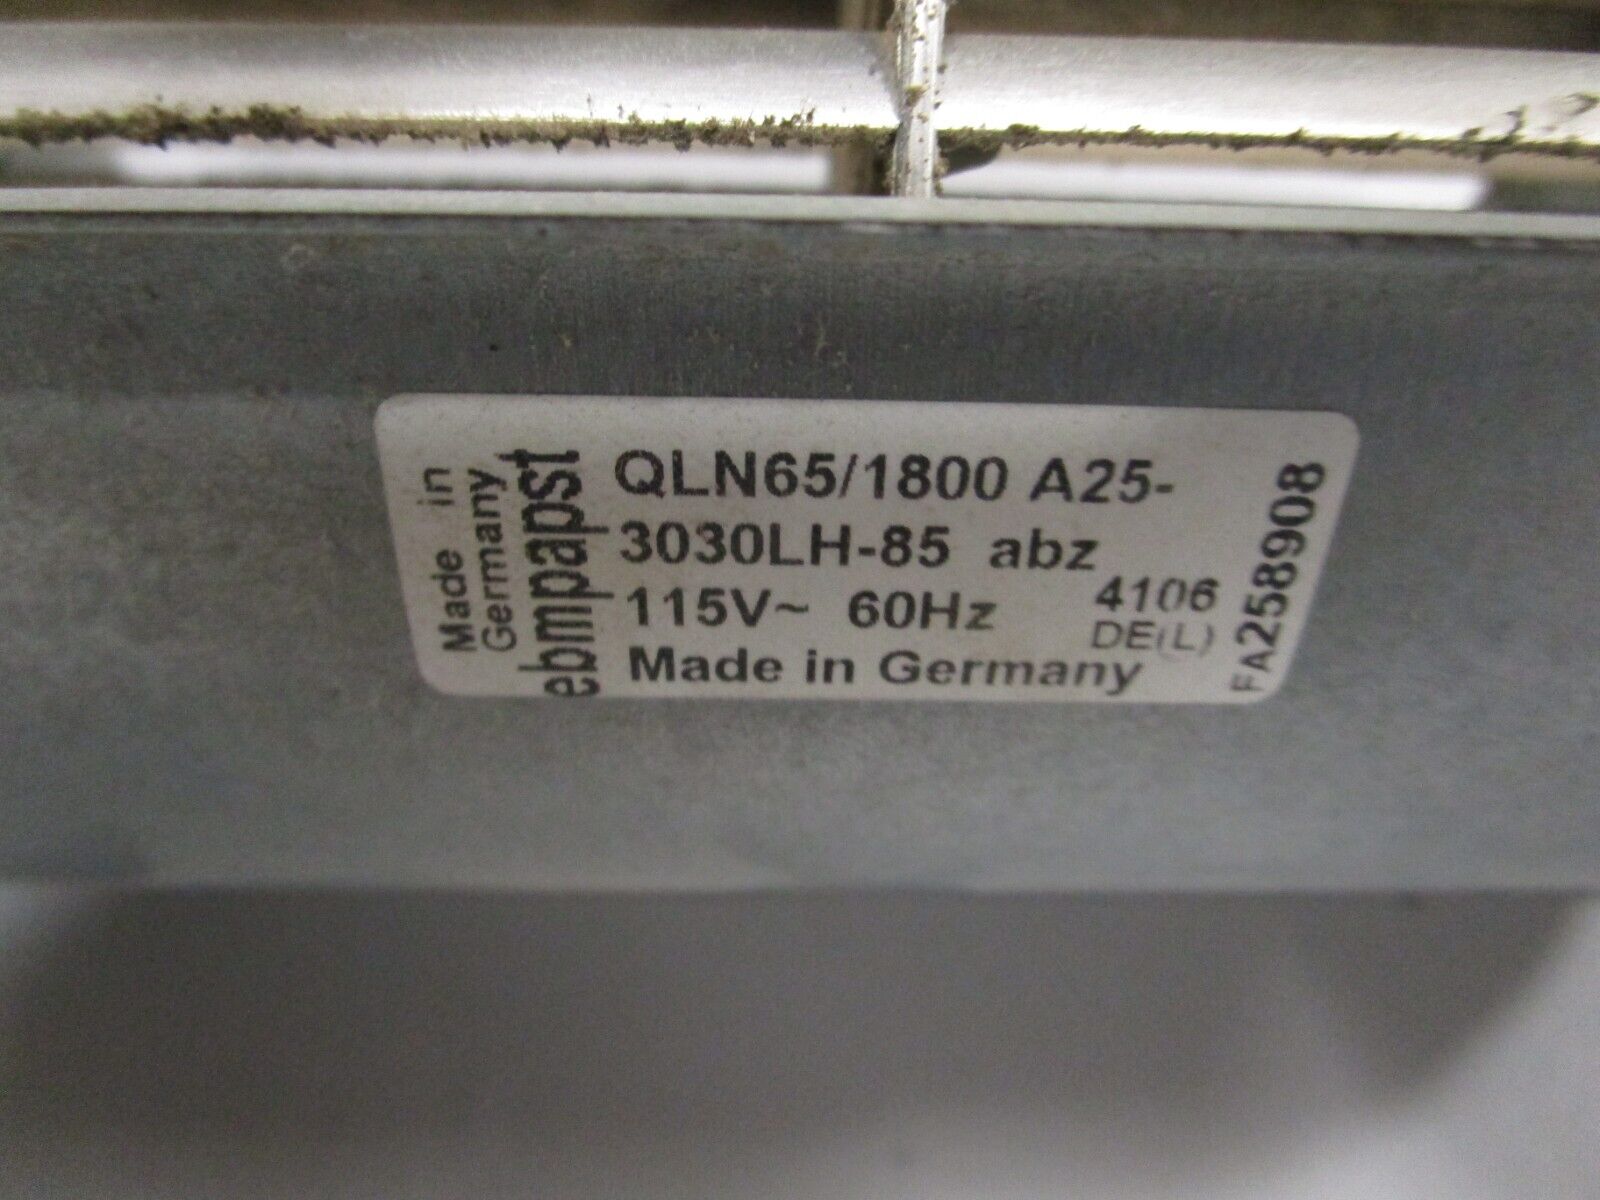 Made in
Germany
ebmpapst
QLN65/1800 A25-
3030LH-85 abz
115V~ 60Hz
4106
DE(L)
Made in Germany
FA258908